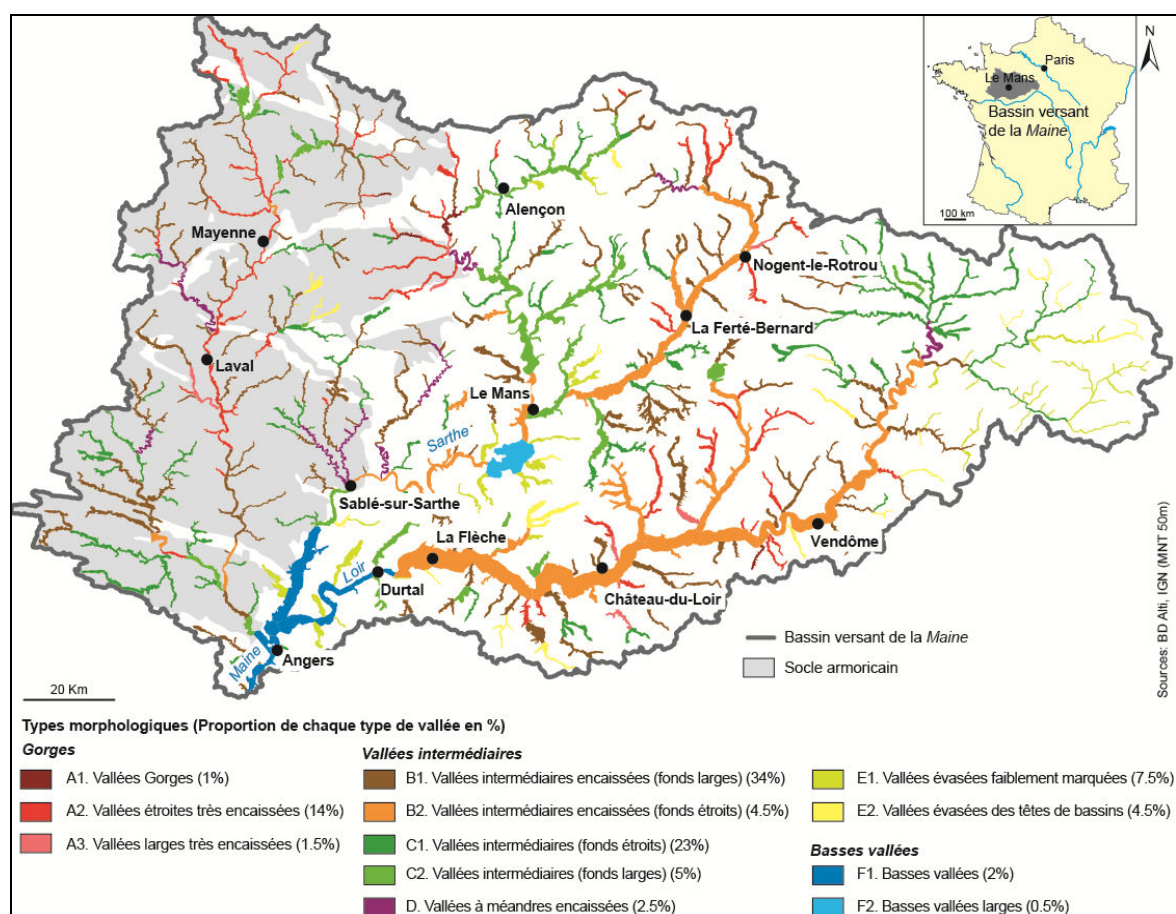 N
Paris
Le Mans
Bassin versant
de la Maine
100 km
Alençon
Mayenne
Nogent-le-Rotrou
La Ferté-Bernard
Laval
Le Mans
Sarthe
Sablé-sur-Sarthe
La Flèche
Vendôme
Loir
Durtal
Château-du-Loir
Maine
Angers
Bassin versant de la Maine
Socle armoricain
20 Km
Sources: BD Alti, IGN (MNT 50m)
Types morphologiques (Proportion de chaque type de vallée en %)
Gorges
A1. Vallées Gorges (1%)
A2. Vallées étroites très encaissées (14%)
A3. Vallées larges très encaissées (1.5%)
Vallées intermédiaires
B1. Vallées intermédiaires encaissées (fonds larges) (34%)
B2. Vallées intermédiaires encaissées (fonds étroits) (4.5%)
C1. Vallées intermédiaires (fonds étroits) (23%)
C2. Vallées intermédiaires (fonds larges) (5%)
D. Vallées à méandres encaissées (2.5%)
E1. Vallées évasées faiblement marquées (7.5%)
E2. Vallées évasées des têtes de bassins (4.5%)
Basses vallées
F1. Basses vallées (2%)
F2. Basses vallées larges (0.5%)